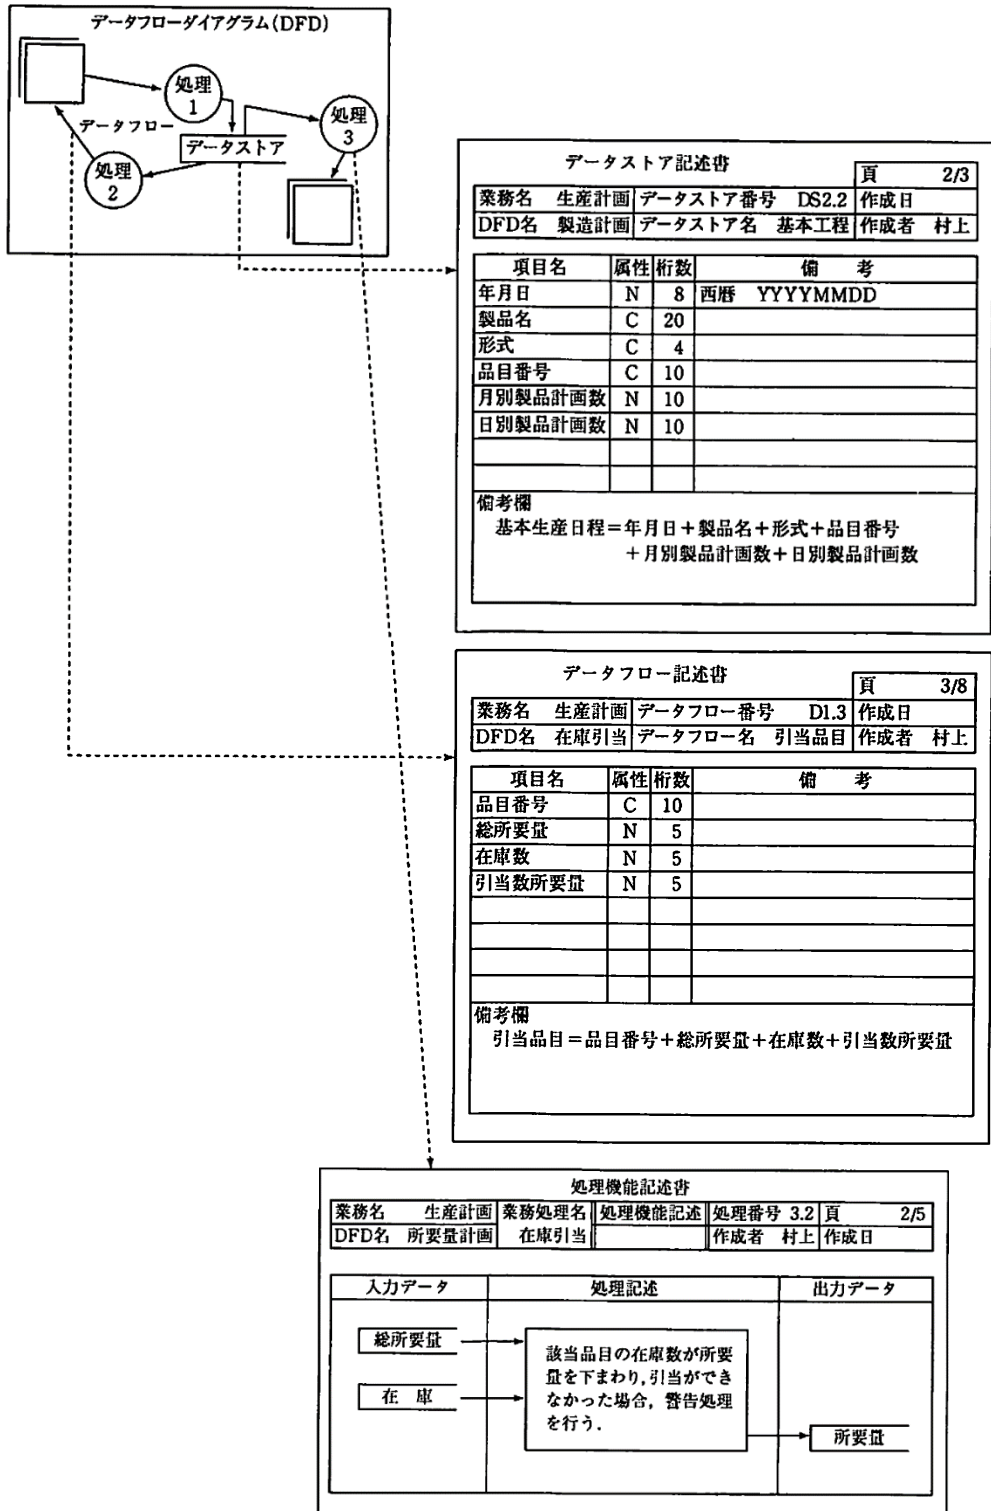 データフローダイアグラム(DFD)
処理
1
処理
3
データフロー
データストア
処理
2
データストア記述書
頁 2/3
業務名 生産計画 データストア番号 DS2.2 作成日
DFD名 製造計画 データストア名 基本工程 作成者 村上
項目名 属性 桁数 備考
年月日 N 8 西暦 YYYYMMDD
製品名 C 20
形式 C 4
品目番号 C 10
月別製品計画数 N 10
日別製品計画数 N 10
備考欄
基本生産日程=年月日+製品名+形式+品目番号
+月別製品計画数+日別製品計画数
データフロー記述書
頁 3/8
業務名 生産計画 データフロー番号 D1.3 作成日
DFD名 在庫引当 データフロー名 引当品目 作成者 村上
項目名 属性 桁数 備考
品目番号 C 10
総所要量 N 5
在庫数 N 5
引当数所要量 N 5
備考欄
引当品目=品目番号+総所要量+在庫数+引当数所要量
処理機能記述書
業務名 生産計画 業務処理名 処理機能記述 処理番号 3.2 頁 2/5
DFD名 所要量計画 在庫引当 作成者 村上 作成日
入力データ 処理記述 出力データ
総所要量
在庫
該当品目の在庫数が所要
量を下まわり,引当ができ
なかった場合,警告処理
を行う.
所要量